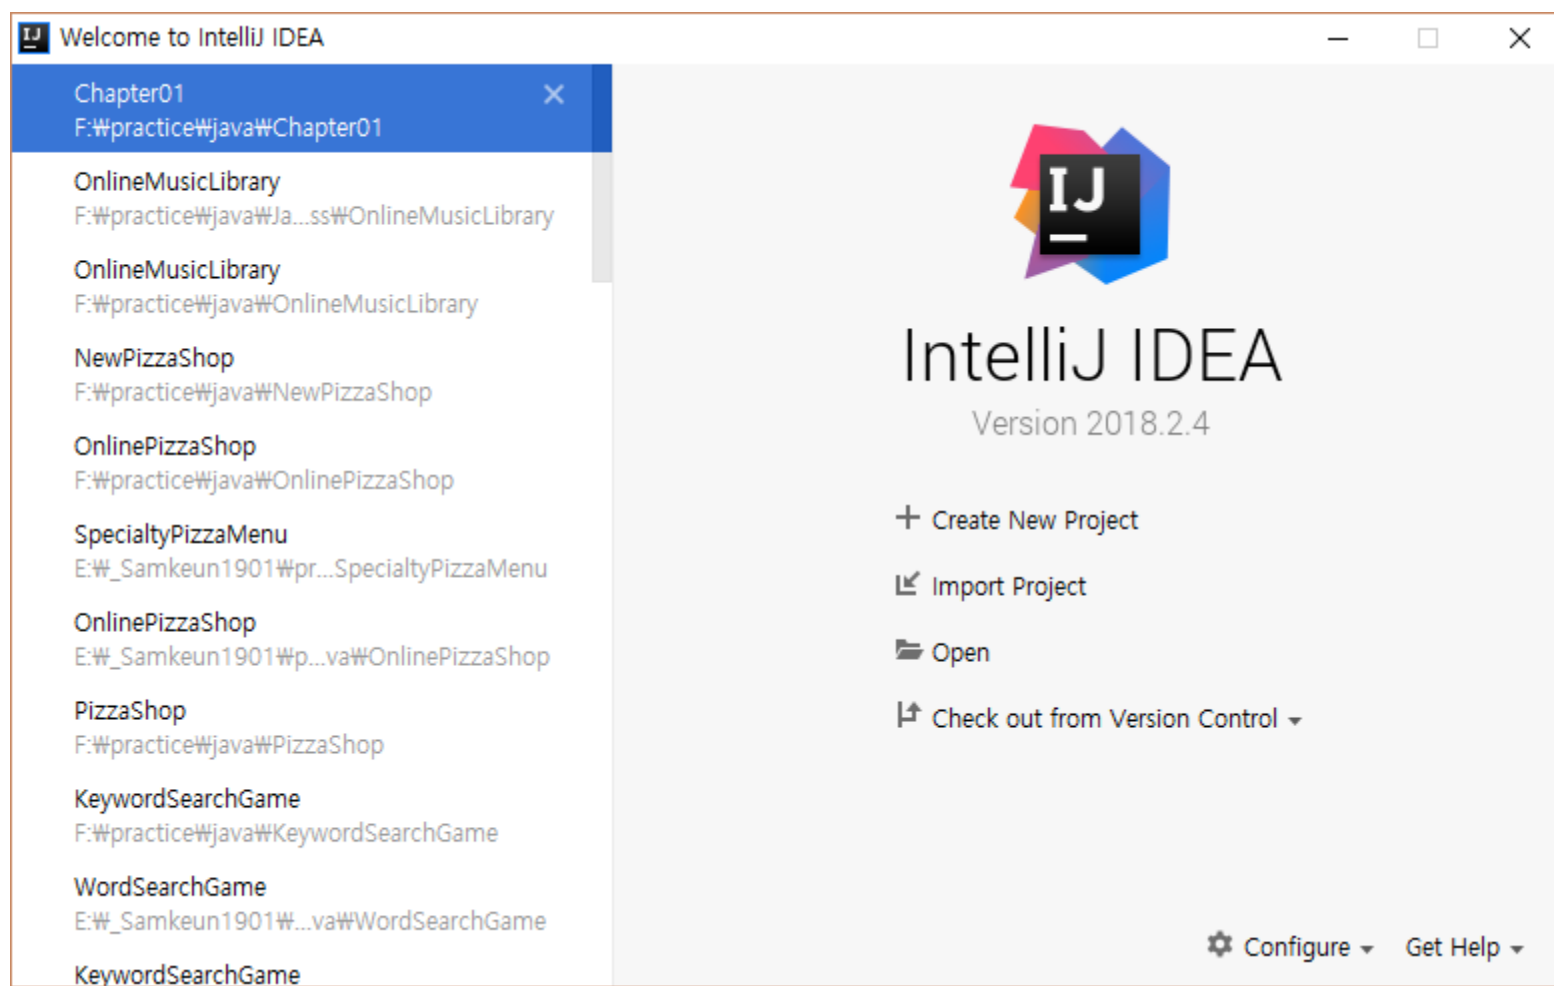 Welcome to IntelliJ IDEA
Chapter01
F:₩practice₩java₩Chapter01
OnlineMusicLibrary
F:₩practice₩java₩Ja...ss₩OnlineMusicLibrary
OnlineMusicLibrary
F:₩practice₩java₩OnlineMusicLibrary
NewPizzaShop
F:₩practice₩java₩NewPizzaShop
OnlinePizzaShop
F:₩practice₩java₩OnlinePizzaShop
SpecialtyPizzaMenu
E:₩_Samkeun1901₩pr...SpecialtyPizzaMenu
OnlinePizzaShop
E:₩_Samkeun1901₩p...va₩OnlinePizzaShop
PizzaShop
F:₩practice₩java₩PizzaShop
KeywordSearchGame
F:₩practice₩java₩KeywordSearchGame
WordSearchGame
E:₩_Samkeun1901₩...va₩WordSearchGame
KeywordSearchGame
IJ
IntelliJ IDEA
Version 2018.2.4
Create New Project
Import Project
Open
Check out from Version Control
Configure
Get Help